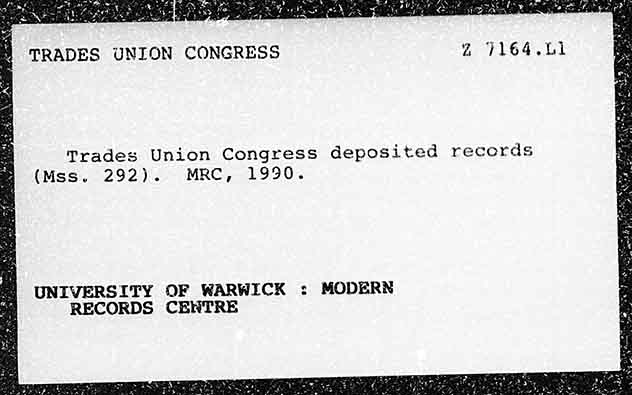 TRADES UNION CONGRESS Z 7164.L1
Trades Union Congress deposited records
(Mss. 292). MRC, 1990.
UNIVERSITY OF WARWICK : MODERN
RECORDS CENTRE